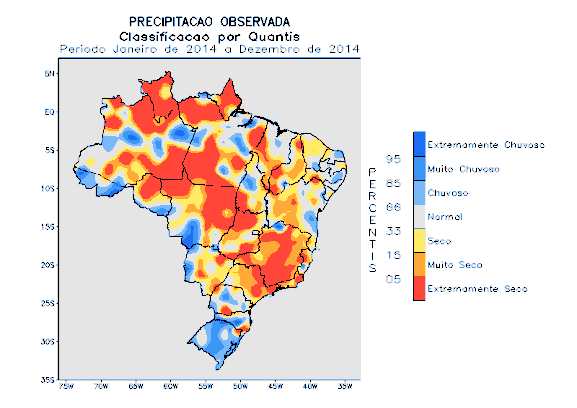 PRECIPITACAO OBSERVADA
Classificacao por Quantis
Periodo Janeiro de 2014 a Dezembro de 2014
5N
EQ
5S
10S
15S
20S
25S
30S
35S
75W 70W 65W 60W 55W 50W 45W 40W 35W
PERCENTIS
95
85
66
33
15
05
Extremamente Chuvoso
Muito Chuvoso
Chuvoso
Normal
Seco
Muito Seco
Extremamente Seco